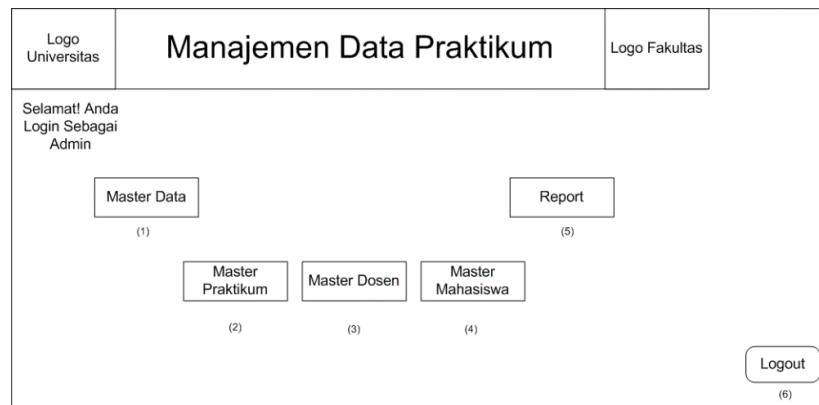 Logo
Universitas
Manajemen Data Praktikum
Logo Fakultas
Selamat! Anda
Login Sebagai
Admin
Master Data
(1)
Report
(5)
Master
Praktikum
(2)
Master Dosen
(3)
Master
Mahasiswa
(4)
Logout
(6)